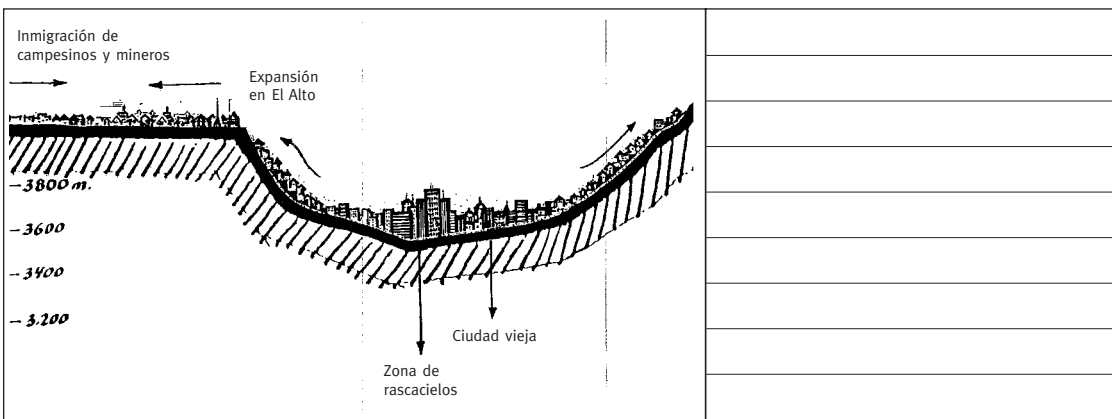 Inmigración de
campesinos y mineros
Expansión
en El Alto
-3800 m.
-3600
-3400
-3.200
Ciudad vieja
Zona de
rascacielos